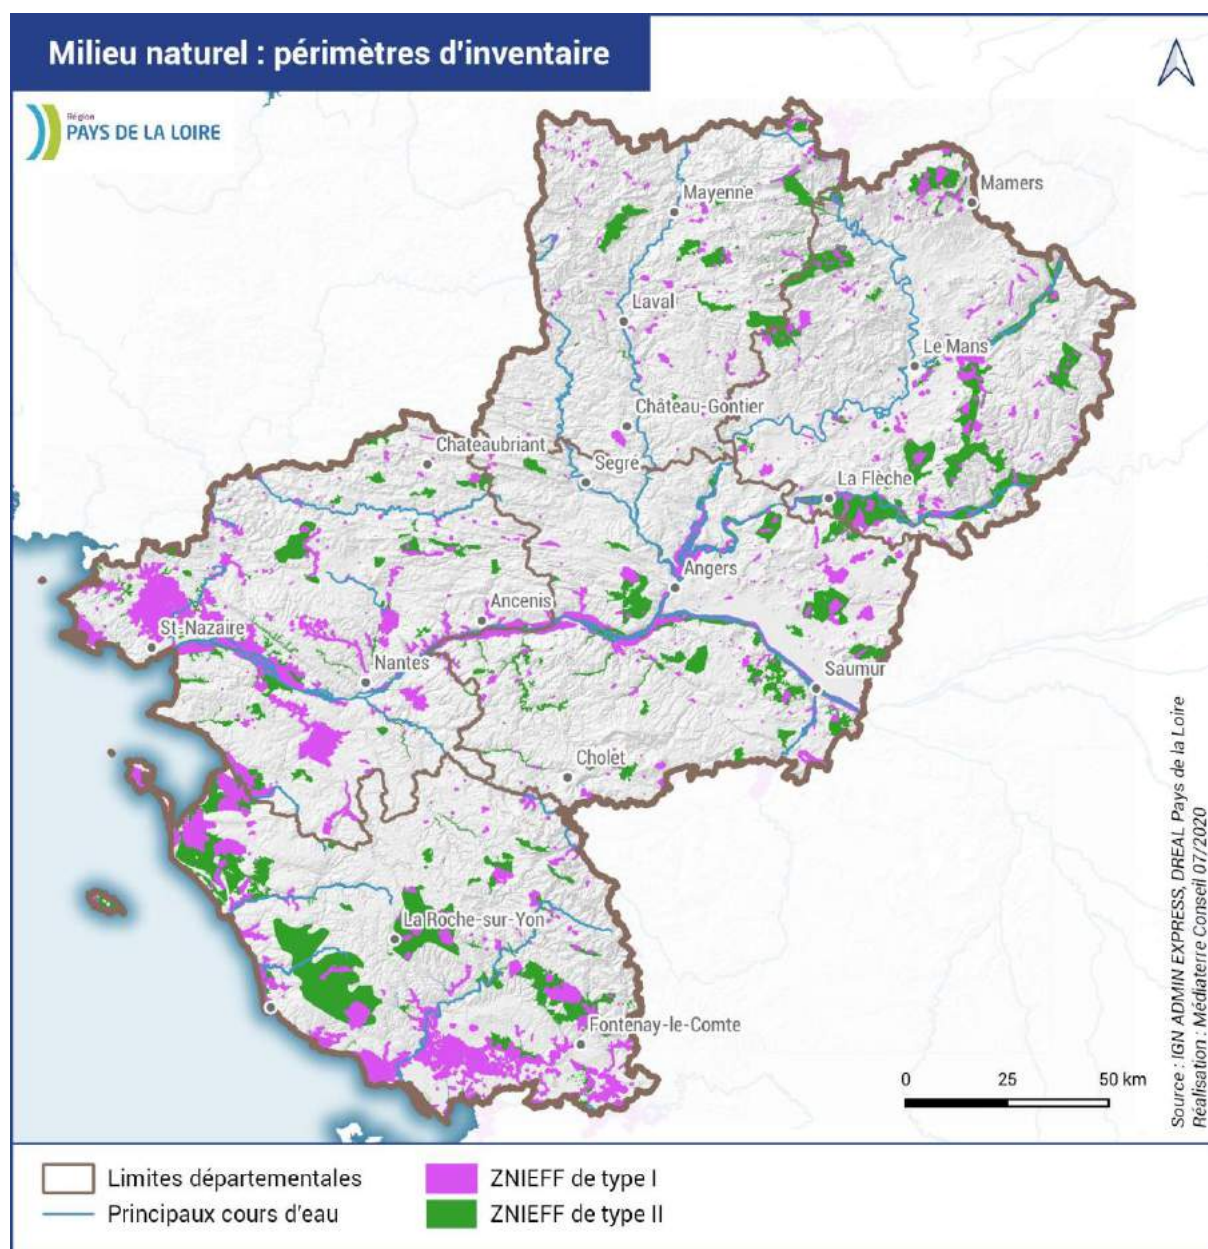 Milieu naturel : périmètres d'inventaire
Région
PAYS DE LA LOIRE
Mamers
Mayenne
Laval
Le Mans
Château-Gontier
Chateaubriant
Segré
La Flèche
Angers
Ancenis
St-Nazaire
Nantes
Saumur
Cholet
La Roche-sur-Yon
Fontenay-le-Comte
0 25 50 km
Source : IGN ADMIN EXPRESS, DREAL Pays de la Loire
Réalisation : Médiaterre Conseil 07/2020
Limites départementales
ZNIEFF de type I
Principaux cours d'eau
ZNIEFF de type II